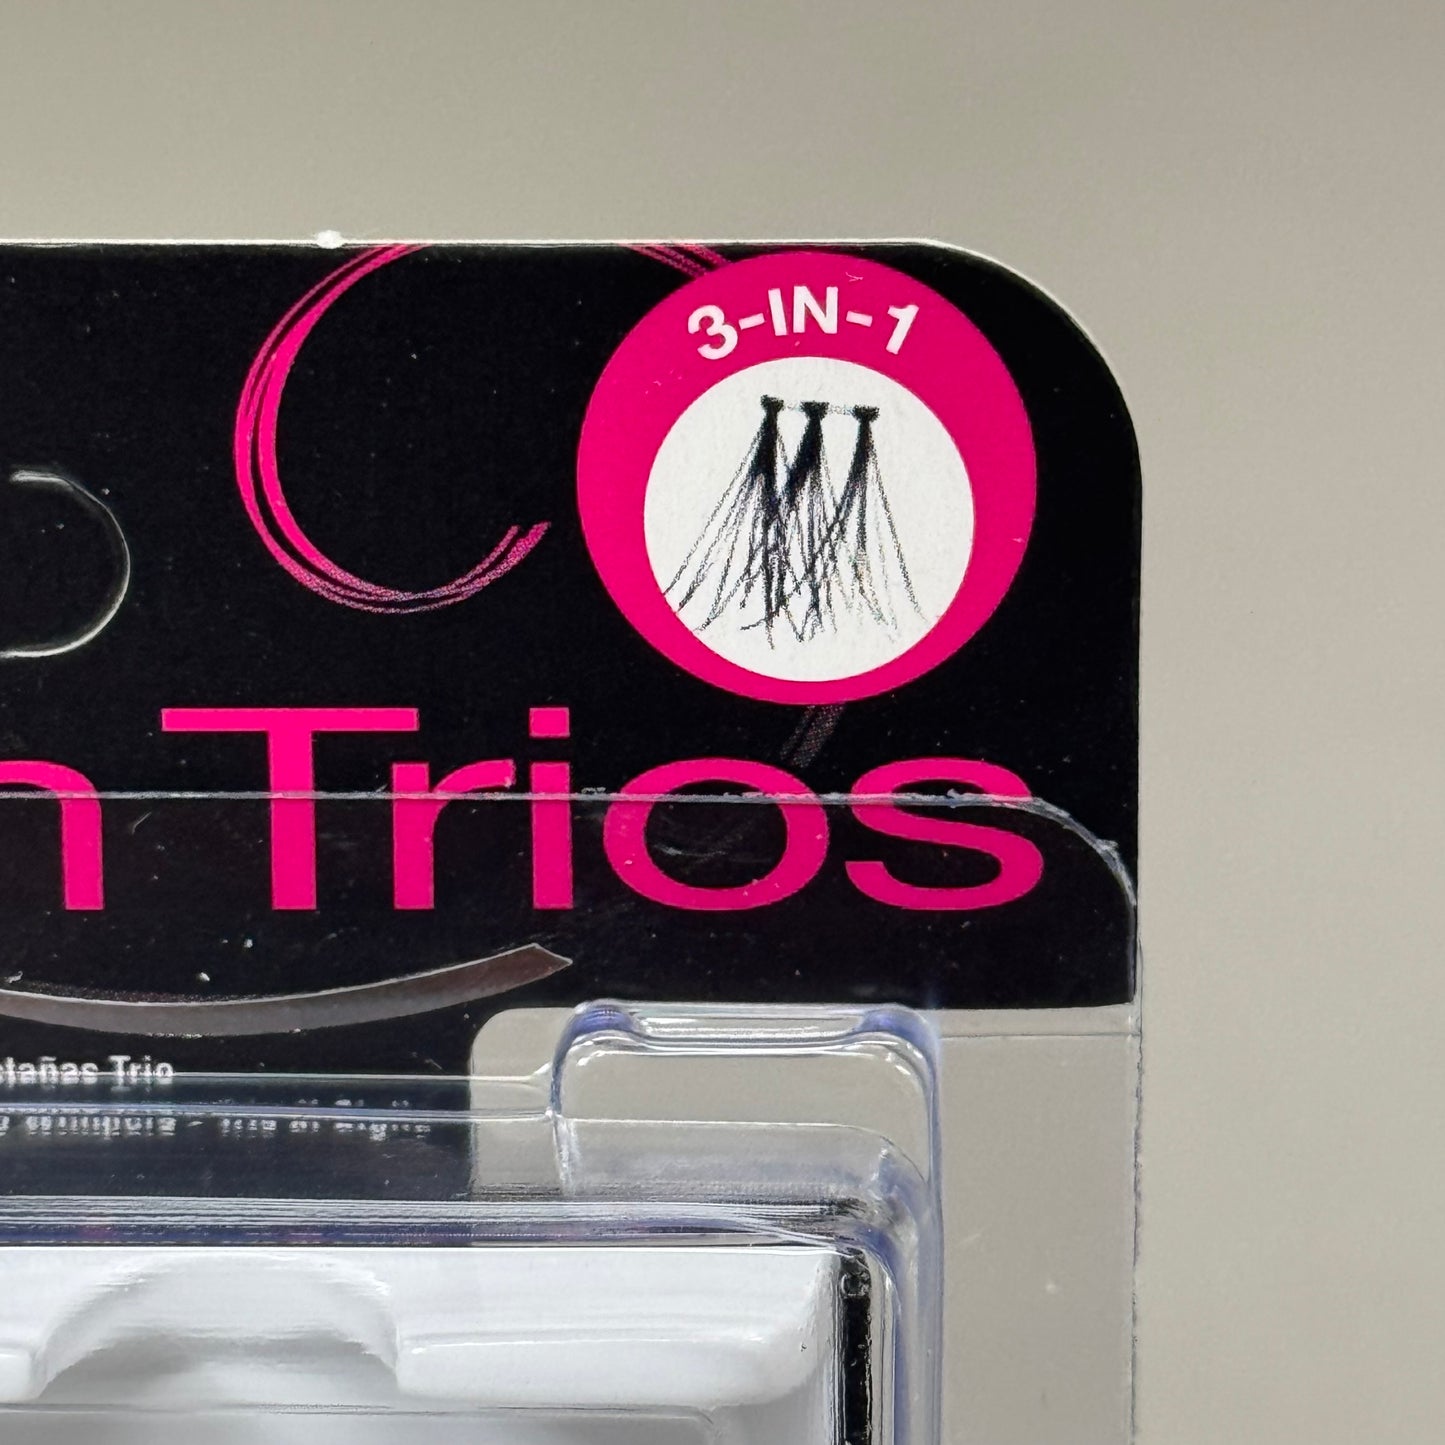 3-IN-1
n Trios
stañas Trio